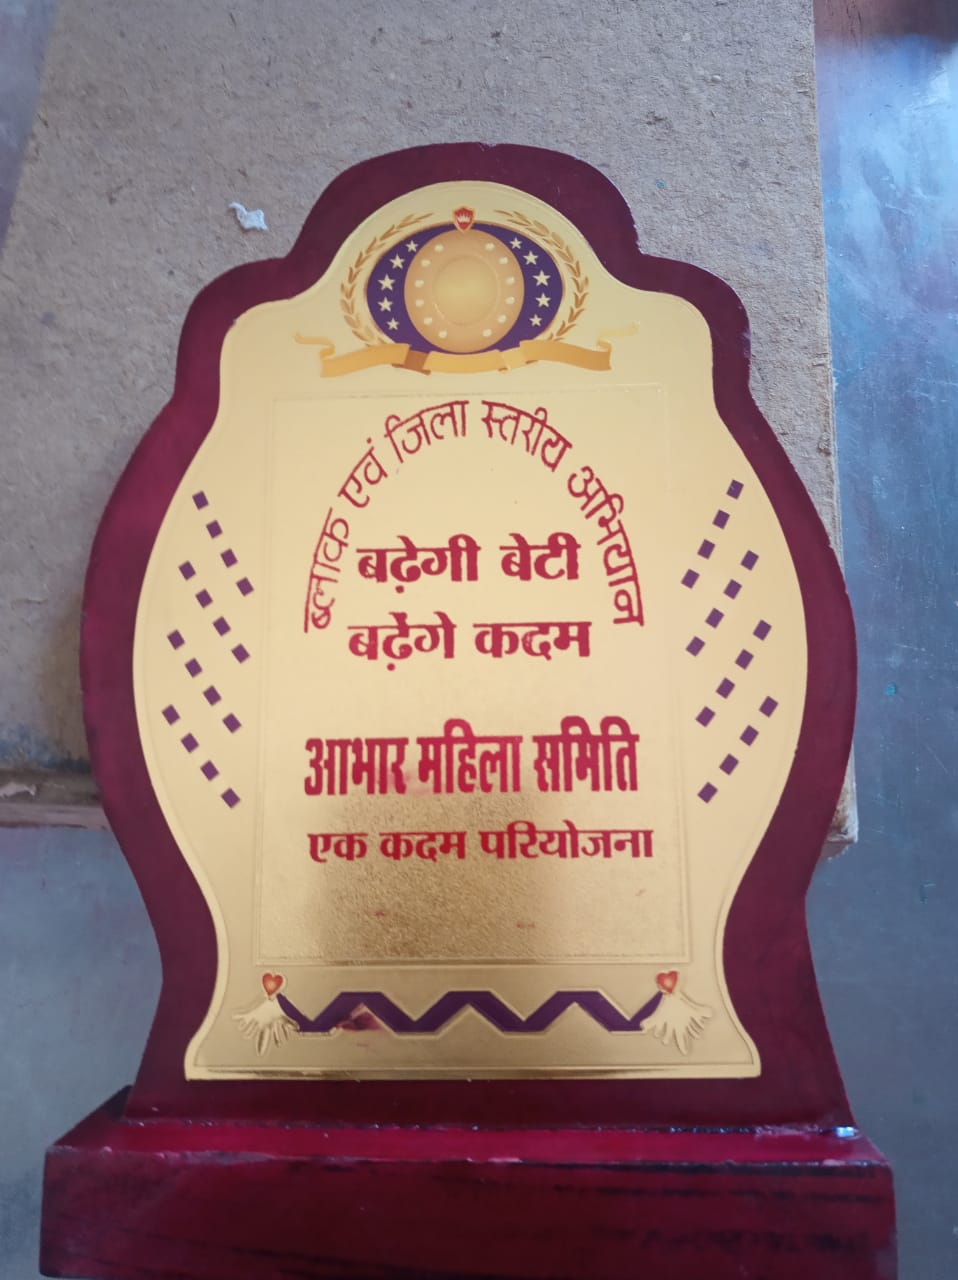 ब्लाक एवं जिला स्तरीय अभियान
बढ़ेगी बेटी
बढ़ेंगे कदम
आभार महिला समिति
एक कदम परियोजना